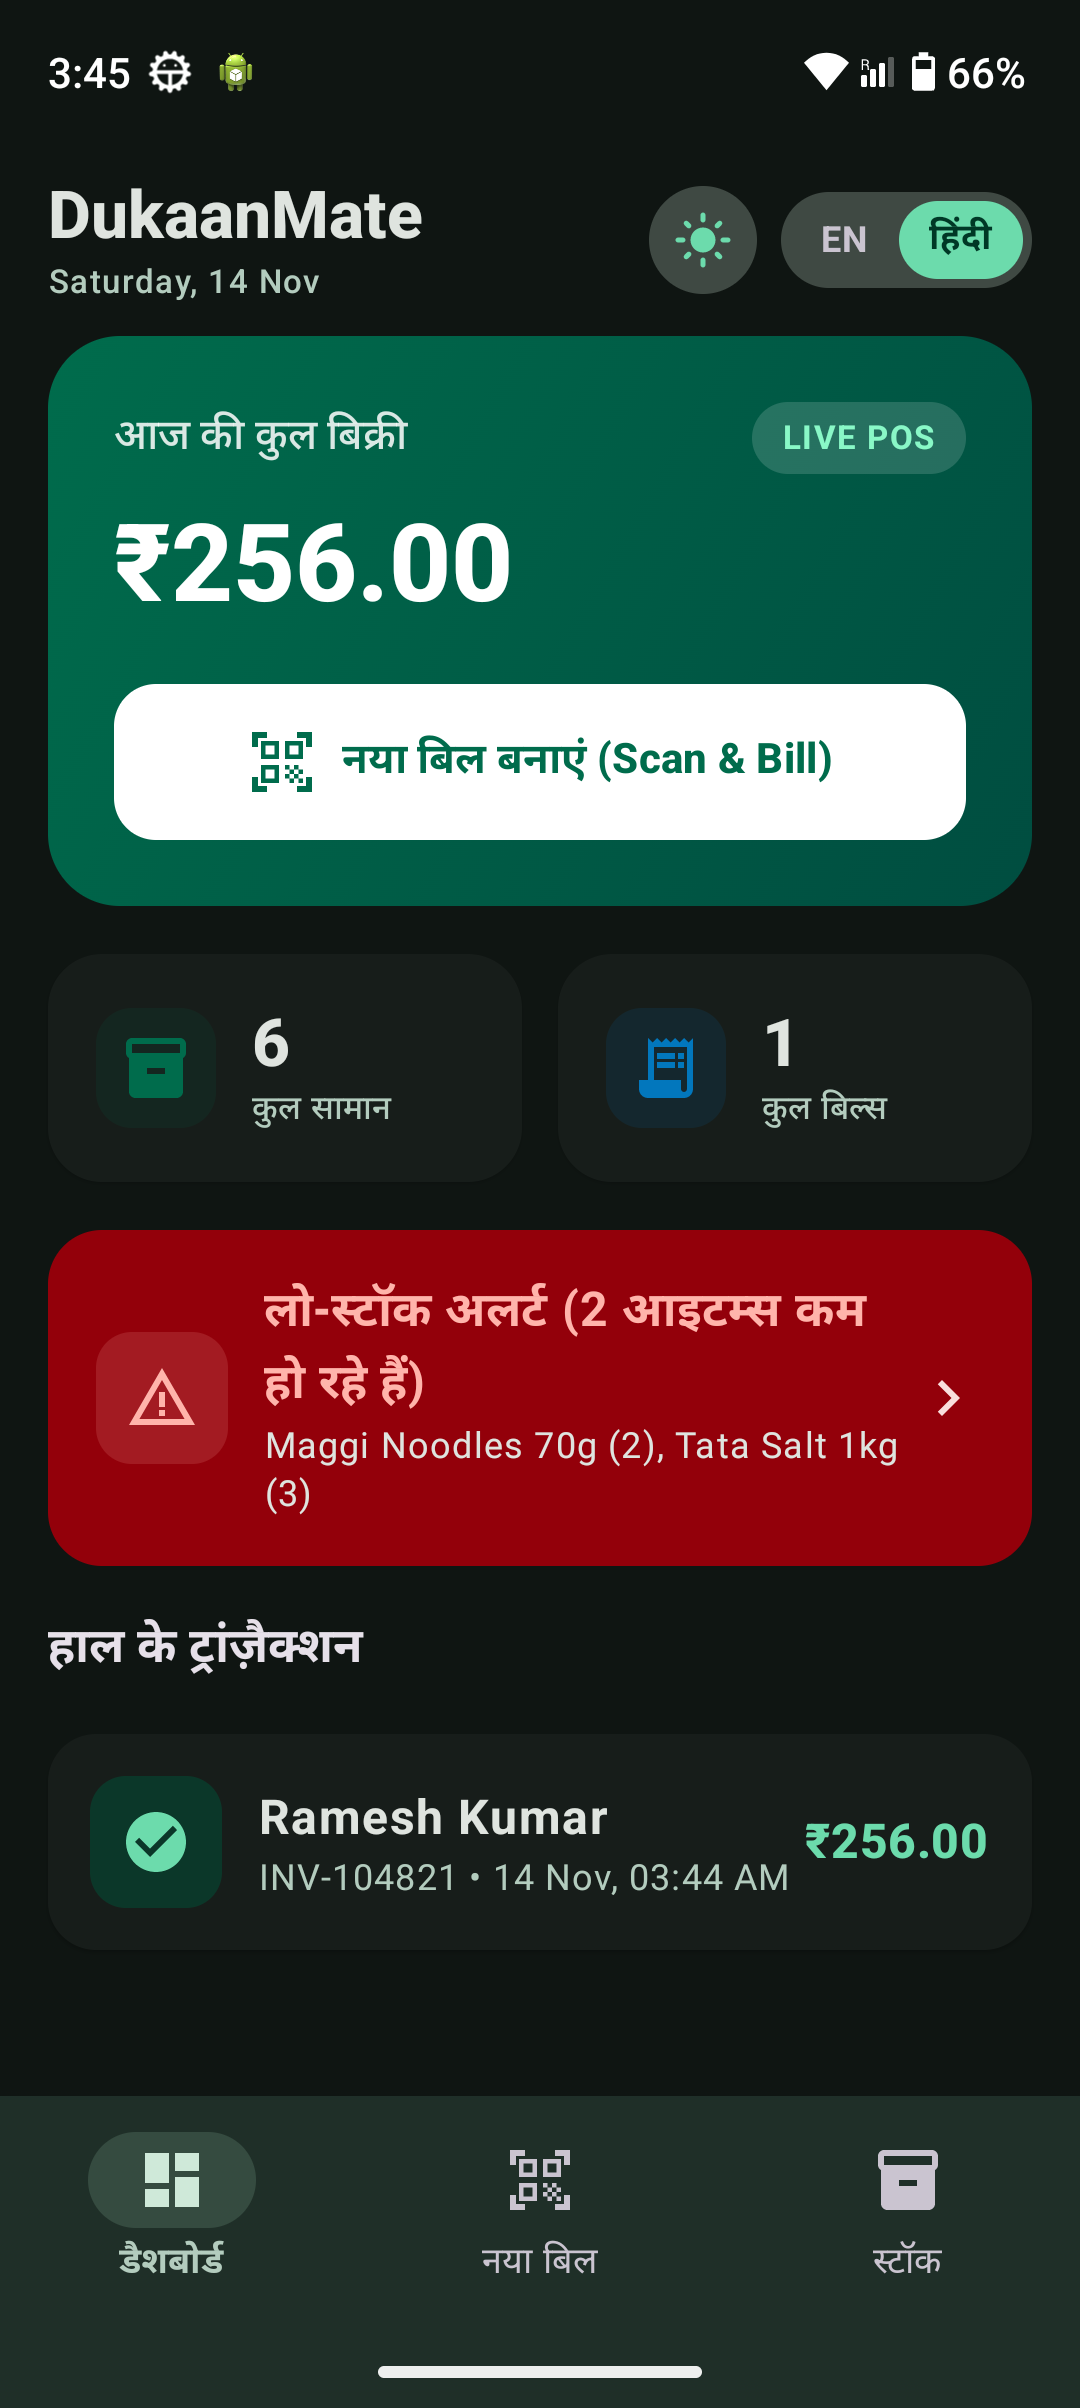 3:45
R
66%
DukaanMate
Saturday, 14 Nov
EN
हिंदी
आज की कुल बिक्री
LIVE POS
₹256.00
नया बिल बनाएं (Scan & Bill)
6
कुल सामान
1
कुल बिल्स
लो-स्टॉक अलर्ट (2 आइटम्स कम
हो रहे हैं)
Maggi Noodles 70g (2), Tata Salt 1kg
(3)
हाल के ट्रांज़ैक्शन
Ramesh Kumar
INV-104821 • 14 Nov, 03:44 AM
₹256.00
डैशबोर्ड
नया बिल
स्टॉक